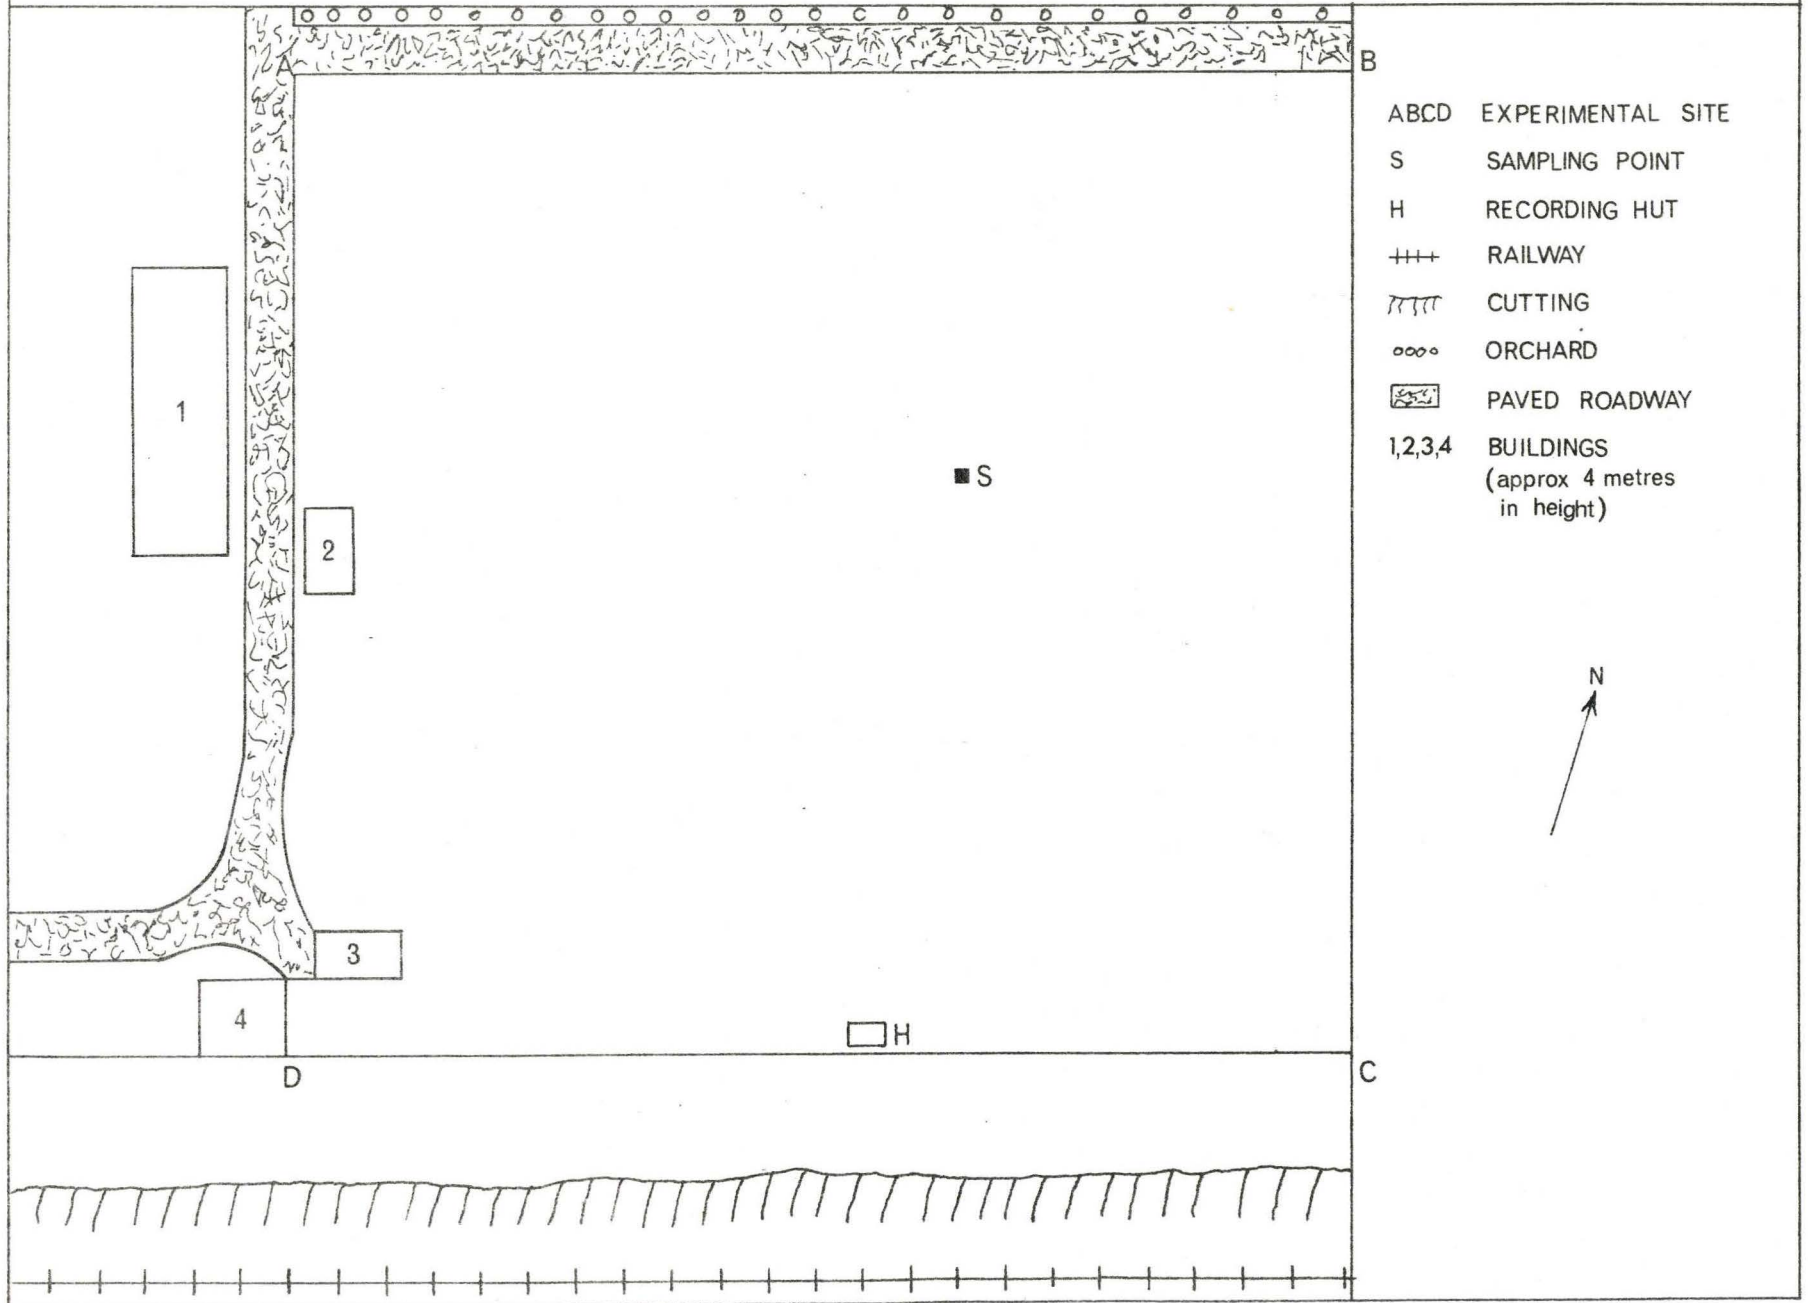 A
B
ABCD EXPERIMENTAL SITE
S SAMPLING POINT
H RECORDING HUT
RAILWAY
CUTTING
ORCHARD
PAVED ROADWAY
1,2,3,4 BUILDINGS
(approx 4 metres
in height)
1
S
2
N
3
4
H
D
C